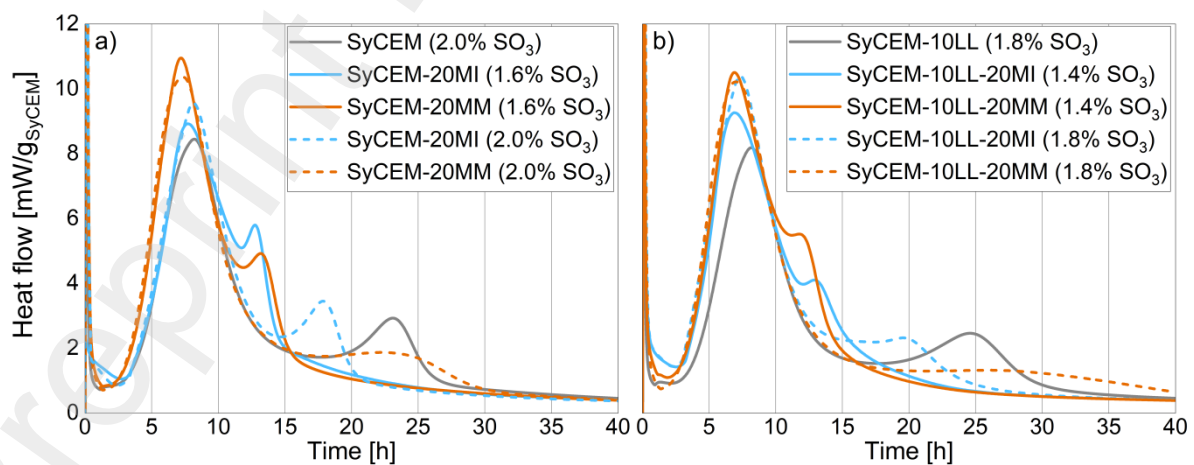 a)
SyCEM (2.0% SO₃)
SyCEM-20MI (1.6% SO₃)
SyCEM-20MM (1.6% SO₃)
SyCEM-20MI (2.0% SO₃)
SyCEM-20MM (2.0% SO₃)
Heat flow [mW/g_SyCEM]
12
10
8
6
4
2
0
0 5 10 15 20 25 30 35 40
Time [h]
b)
SyCEM-10LL (1.8% SO₃)
SyCEM-10LL-20MI (1.4% SO₃)
SyCEM-10LL-20MM (1.4% SO₃)
SyCEM-10LL-20MI (1.8% SO₃)
SyCEM-10LL-20MM (1.8% SO₃)
0 5 10 15 20 25 30 35 40
Time [h]
reprint